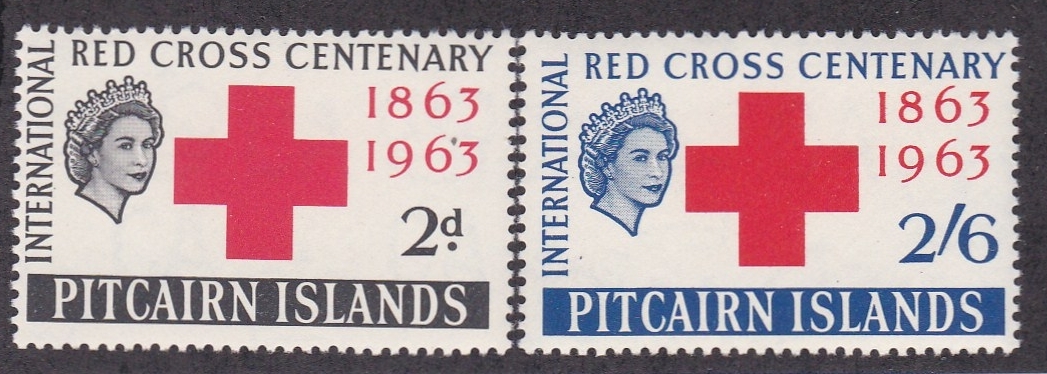 INTERNATIONAL
RED CROSS CENTENARY
1863
1963
2d.
PITCAIRN ISLANDS
INTERNATIONAL
RED CROSS CENTENARY
1863
1963
2/6
PITCAIRN ISLANDS